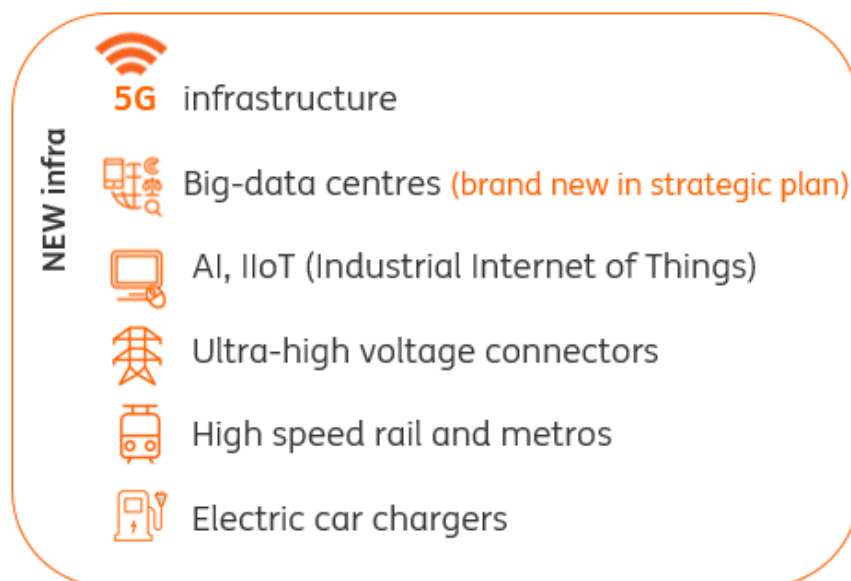 NEW infra
5G infrastructure
Big-data centres (brand new in strategic plan)
AI, IIoT (Industrial Internet of Things)
Ultra-high voltage connectors
High speed rail and metros
Electric car chargers